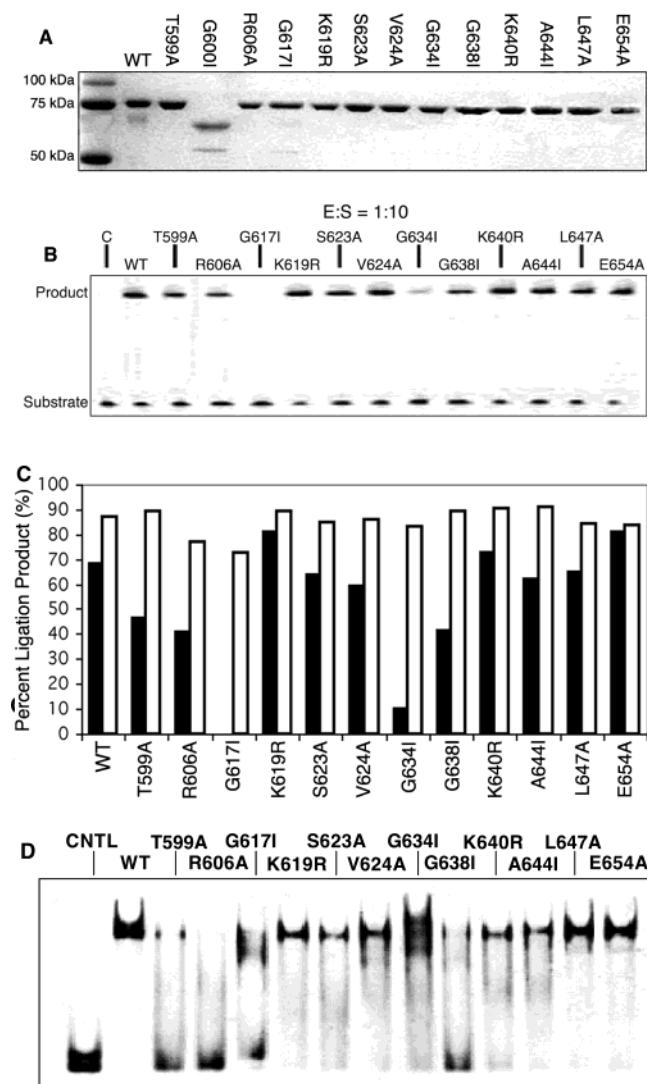 A
WT T599A G600I R606A G617I K619R S623A V624A G634I G638I K640R A644I L647A E654A
100 kDa
75 kDa
50 kDa
E:S = 1:10
B
C T599A G617I S623A G634I K640R L647A
WT R606A K619R V624A G638I A644I E654A
Product
Substrate
C
Percent Ligation Product (%)
100
90
80
70
60
50
40
30
20
10
0
WT T599A R606A G617I K619R S623A V624A G634I G638I K640R A644I L647A E654A
CNTL T599A G617I S623A G634I K640R L647A
D WT R606A K619R V624A G638I A644I E654A